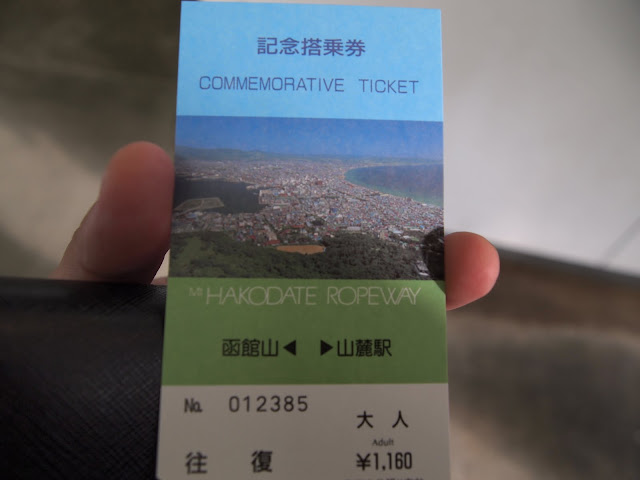 記念搭乗券
COMMEMORATIVE TICKET
Mt HAKODATE ROPEWAY
函館山◀ ▶山麓駅
No. 012385
大人
Adult
往復 ¥1,160